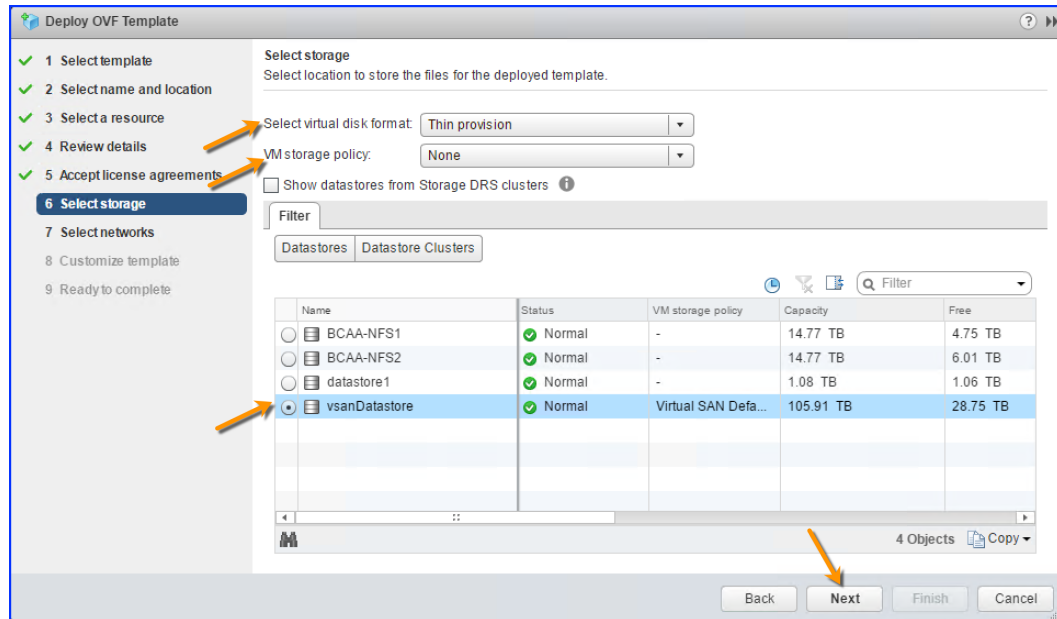 Deploy OVF Template
1 Select template
2 Select name and location
3 Select a resource
4 Review details
5 Accept license agreements
6 Select storage
7 Select networks
8 Customize template
9 Ready to complete
Select storage
Select location to store the files for the deployed template.
Select virtual disk format: Thin provision
VM storage policy: None
Show datastores from Storage DRS clusters
Filter
Datastores Datastore Clusters
Filter
Name Status VM storage policy Capacity Free
BCAA-NFS1 Normal - 14.77 TB 4.75 TB
BCAA-NFS2 Normal - 14.77 TB 6.01 TB
datastore1 Normal - 1.08 TB 1.06 TB
vsanDatastore Normal Virtual SAN Defa... 105.91 TB 28.75 TB
4 Objects Copy
Back Next Finish Cancel